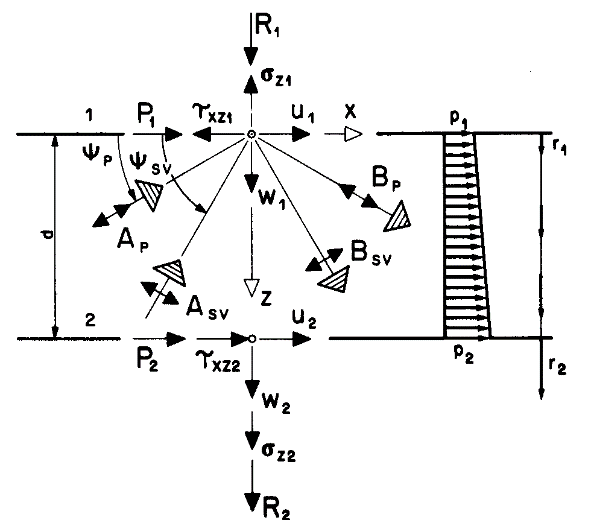 R1
σz1
1 P1 τxz1 u1 x p1 r1
ΨP ΨSV
w1 BP
AP
d
z BSV
ASV
2 u2
P2 τxz2 p2 r2
w2
σz2
R2